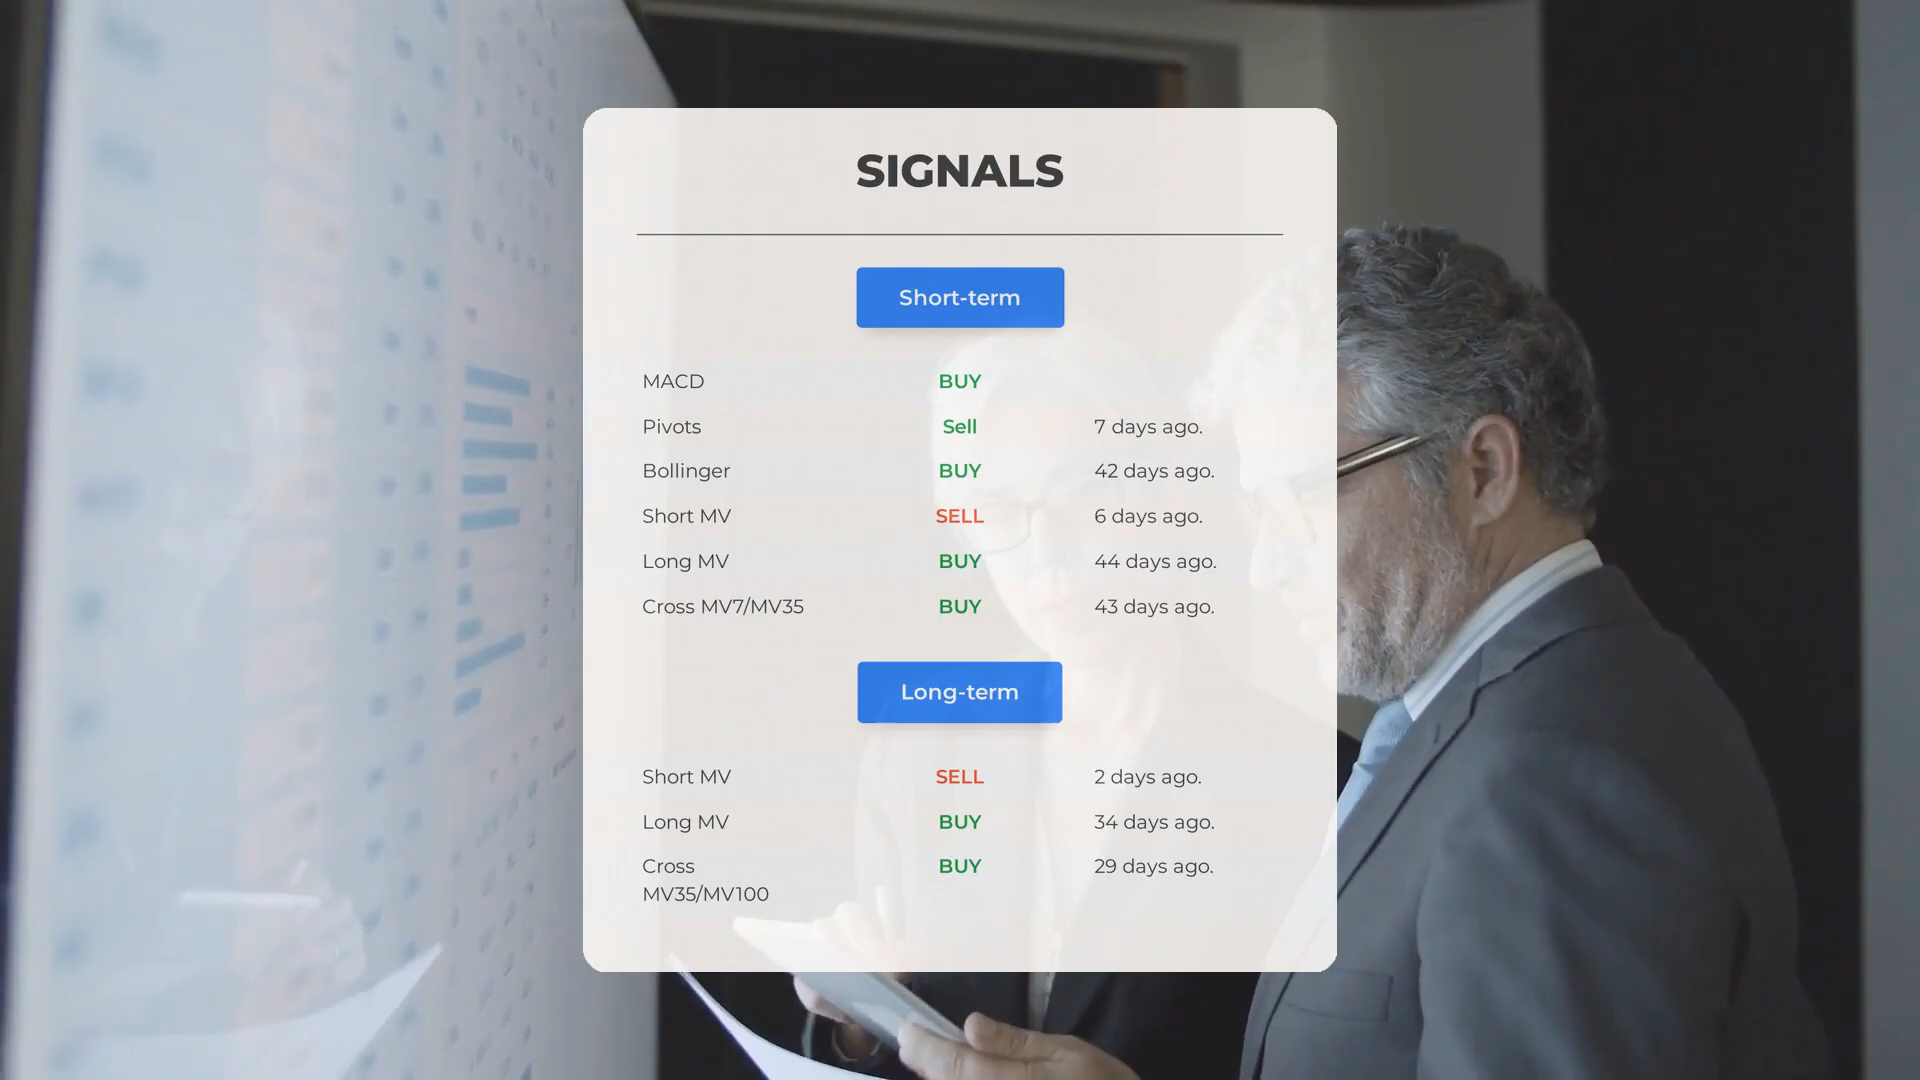 SIGNALS
Short-term
MACD BUY
Pivots Sell 7 days ago.
Bollinger BUY 42 days ago.
Short MV SELL 6 days ago.
Long MV BUY 44 days ago.
Cross MV7/MV35 BUY 43 days ago.
Long-term
Short MV SELL 2 days ago.
Long MV BUY 34 days ago.
Cross BUY 29 days ago.
MV35/MV100